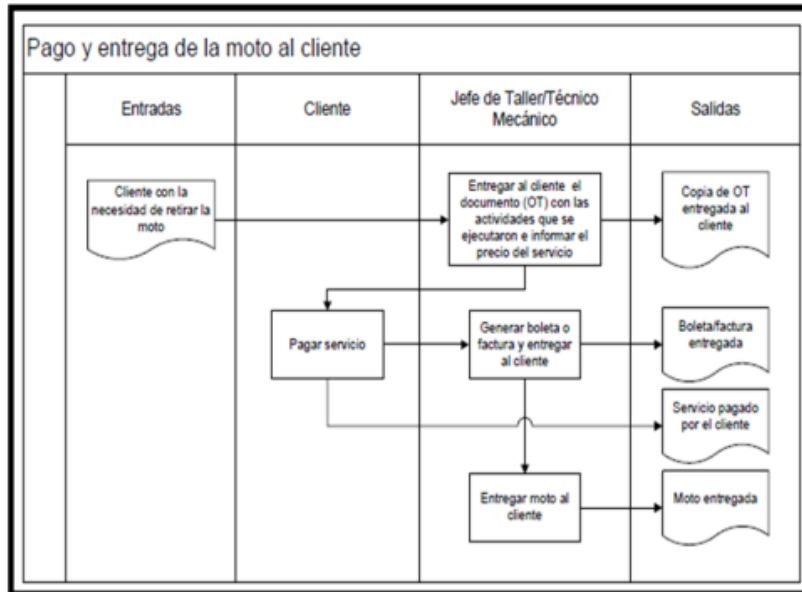 Pago y entrega de la moto al cliente
Entradas
Cliente
Jefe de Taller/Técnico
Mecánico
Salidas
Cliente con la
necesidad de retirar la
moto
Entregar al cliente el
documento (OT) con las
actividades que se
ejecutaron e informar el
precio del servicio
Copia de OT
entregada al
cliente
Pagar servicio
Generar boleta o
factura y entregar
al cliente
Boleta/factura
entregada
Servicio pagado
por el cliente
Entregar moto al
cliente
Moto entregada